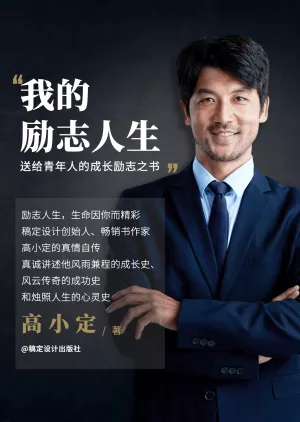 “我的
励志人生
送给青年人的成长励志之书”
励志人生，生命因你而精彩
稿定设计创始人、畅销书作家
高小定的真情自传
真诚讲述他风雨兼程的成长史、
风云传奇的成功史
和烛照人生的心灵史
高小定/著
@稿定设计出版社